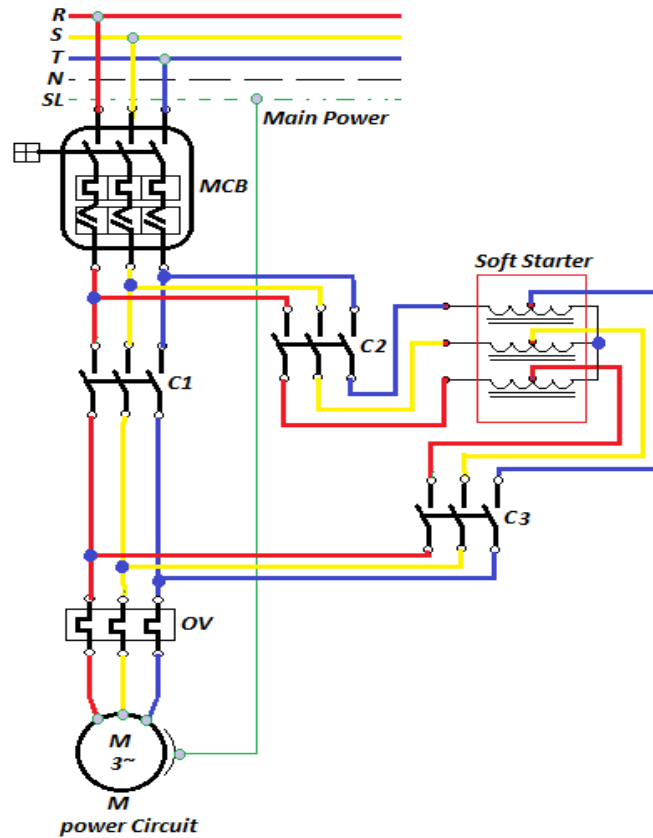 R
S
T
N
SL
Main Power
MCB
Soft Starter
C2
C1
C3
OV
M
3~
M
power Circuit